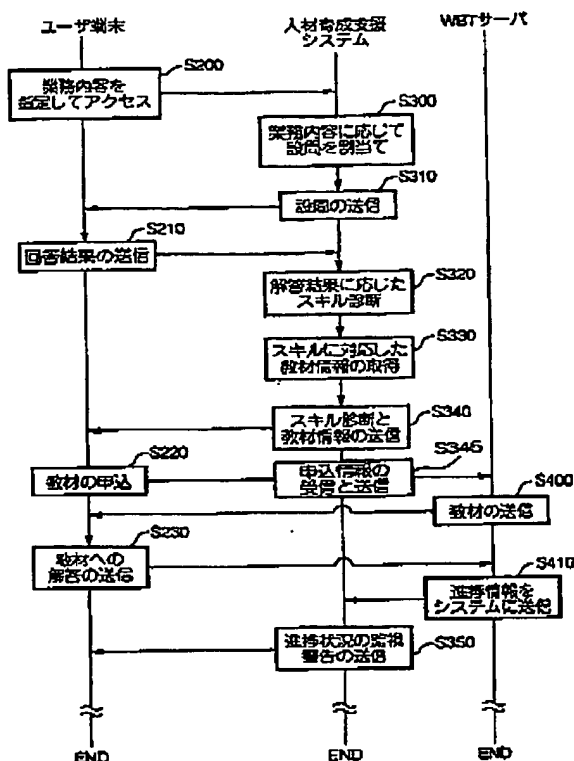 ユーザ端末
人材育成支援
システム
WBTサーバ
S200
業務内容を
指定してアクセス
S300
業務内容に応じて
設問を割当て
S310
設問の送信
S210
回答結果の送信
S320
解答結果に応じた
スキル診断
S330
スキルに対応した
教材情報の取得
S340
スキル診断と
教材情報の送信
S220
教材の申込
S345
申込情報の
受信と送信
S400
教材の送信
S230
教材への
解答の送信
S410
進捗情報を
システムに送信
S350
進捗状況の監視
警告の送信
END
END
END